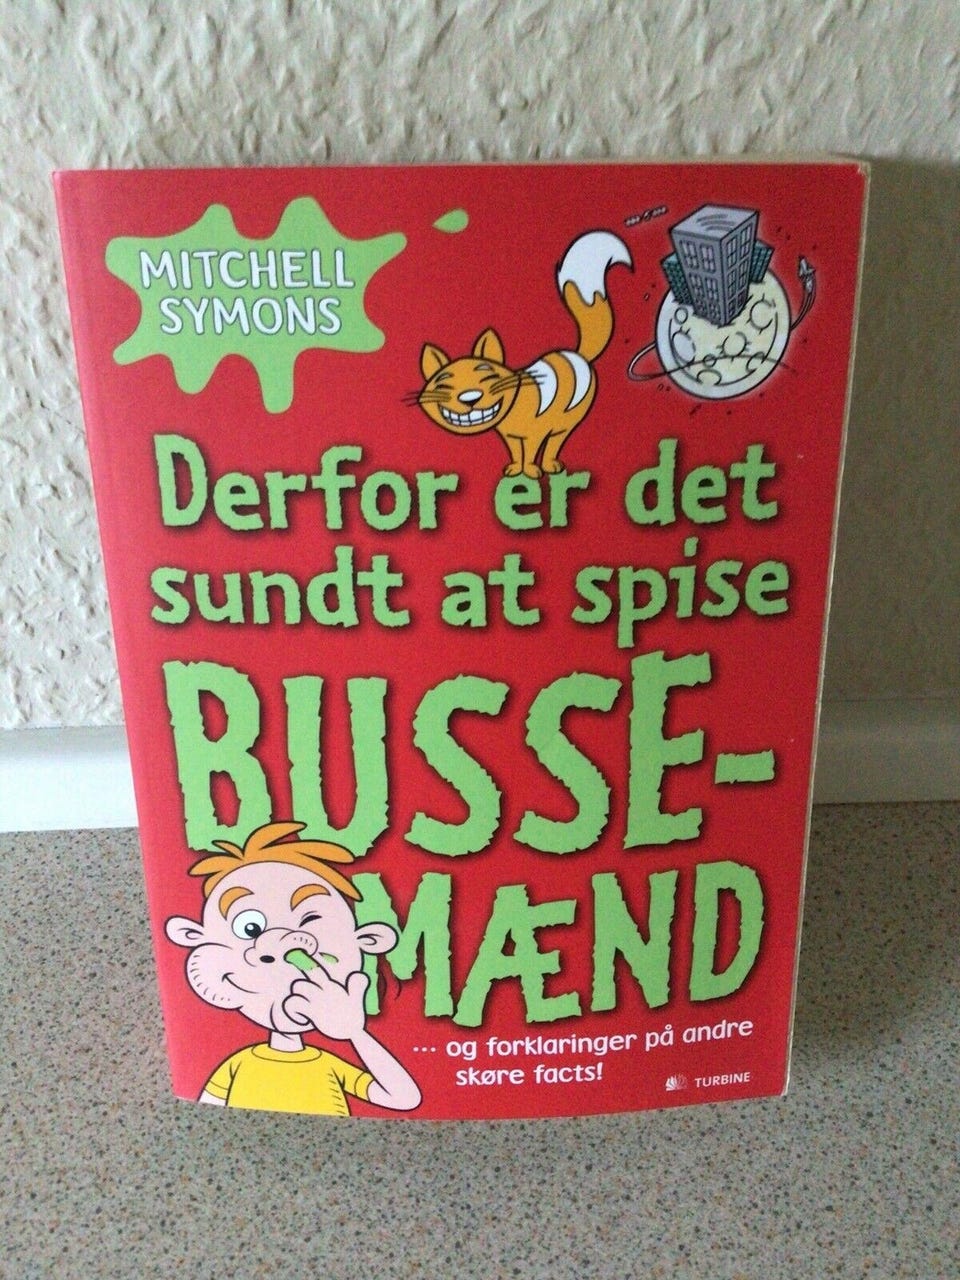 MITCHELL
SYMONS
Derfor er det
sundt at spise
BUSSE-
MÆND
... og forklaringer på andre
skøre facts!
TURBINE